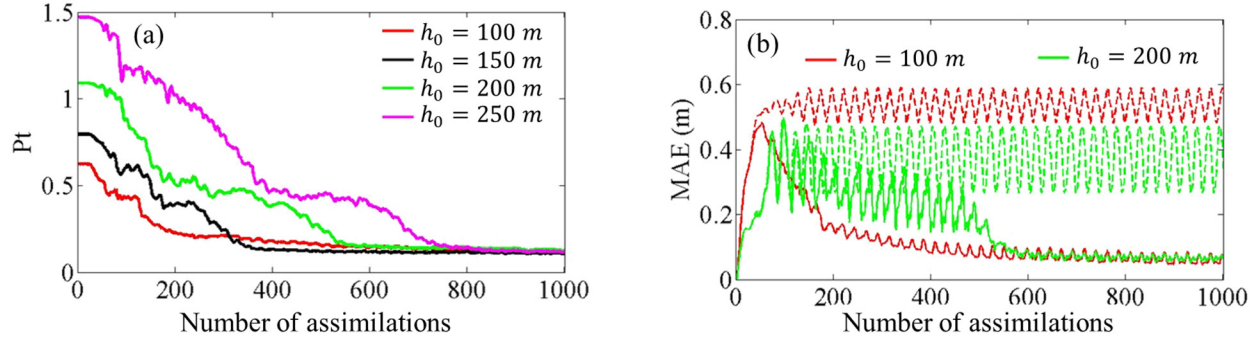 (a)
h₀ = 100 m
h₀ = 150 m
h₀ = 200 m
h₀ = 250 m
1.5
1
0.5
0
Pt
0 200 400 600 800 1000
Number of assimilations
(b)
h₀ = 100 m h₀ = 200 m
0.8
0.6
0.4
0.2
0
MAE (m)
0 200 400 600 800 1000
Number of assimilations